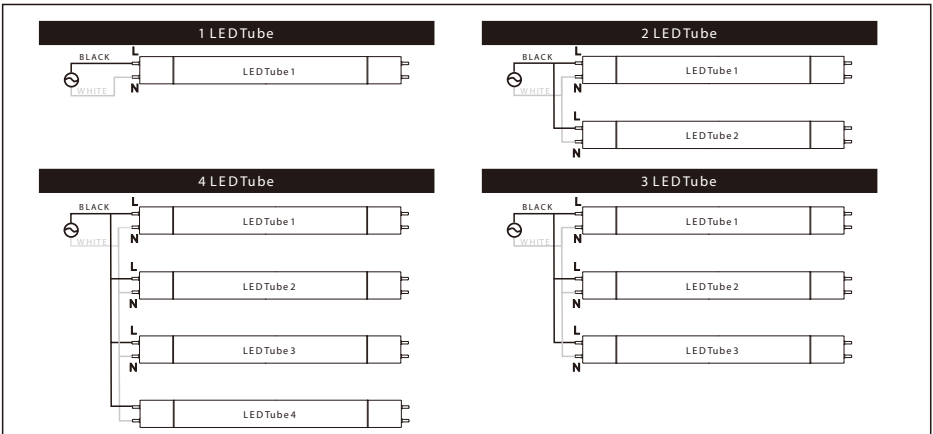 1 LED Tube
L
BLACK
LED Tube 1
WHITE
N
2 LED Tube
L
BLACK
LED Tube 1
WHITE
N
L
LED Tube 2
N
4 LED Tube
L
BLACK
LED Tube 1
WHITE
N
L
LED Tube 2
N
L
LED Tube 3
N
LED Tube 4
3 LED Tube
L
BLACK
LED Tube 1
WHITE
N
L
LED Tube 2
N
L
LED Tube 3
N